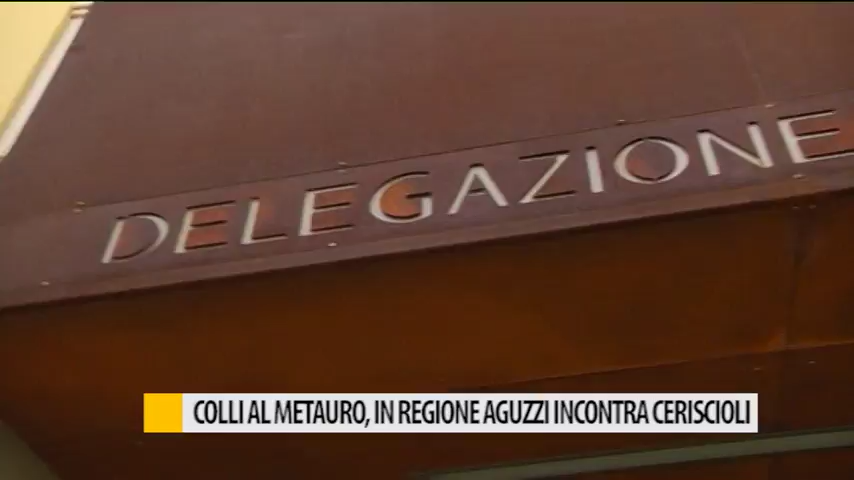 DELEGAZIONE
COLLI AL METAURO, IN REGIONE AGUZZI INCONTRA CERISCIOLI